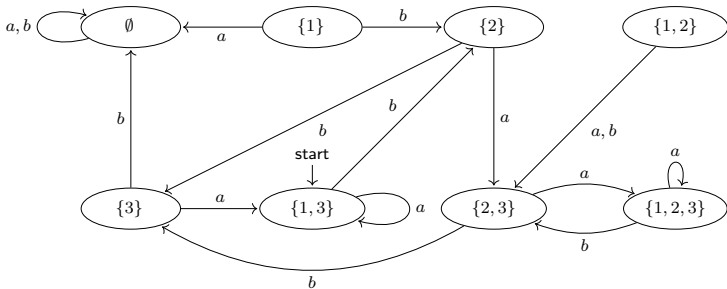 a, b ∅ a {1} b {2} {1, 2}
b b b a a, b
start a
{3} a {1, 3} a {2, 3} a {1, 2, 3}
b
b